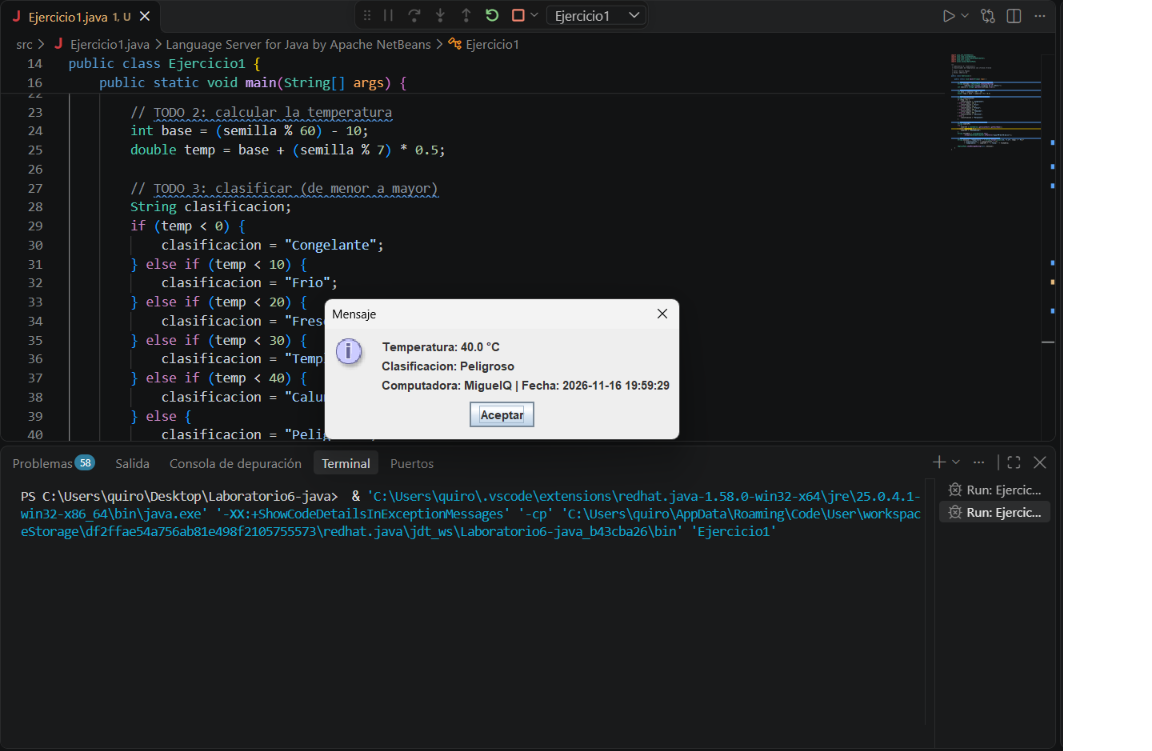 Ejercicio1.java 1, U
Ejercicio1
src > Ejercicio1.java > Language Server for Java by Apache NetBeans > Ejercicio1
14 public class Ejercicio1 {
16 public static void main(String[] args) {
22
23 // TODO 2: calcular la temperatura
24 int base = (semilla % 60) - 10;
25 double temp = base + (semilla % 7) * 0.5;
26
27 // TODO 3: clasificar (de menor a mayor)
28 String clasificacion;
29 if (temp < 0) {
30 clasificacion = "Congelante";
31 } else if (temp < 10) {
32 clasificacion = "Frio";
33 } else if (temp < 20) {
34 clasificacion = "Fres
35 } else if (temp < 30) {
36 clasificacion = "Temp
37 } else if (temp < 40) {
38 clasificacion = "Calu
39 } else {
40 clasificacion = "Peli
Mensaje
Temperatura: 40.0 °C
Clasificacion: Peligroso
Computadora: MiguelQ | Fecha: 2026-11-16 19:59:29
Aceptar
Problemas 58 Salida Consola de depuración Terminal Puertos
PS C:\Users\quiro\Desktop\Laboratorio6-java> & 'C:\Users\quiro\.vscode\extensions\redhat.java-1.58.0-win32-x64\jre\25.0.4.1-
win32-x86_64\bin\java.exe' '-XX:+ShowCodeDetailsInExceptionMessages' '-cp' 'C:\Users\quiro\AppData\Roaming\Code\User\workspac
eStorage\df2ffae54a756ab81e498f2105755573\redhat.java\jdt_ws\Laboratorio6-java_b43cba26\bin' 'Ejercicio1'
Run: Ejercic...
Run: Ejercic...